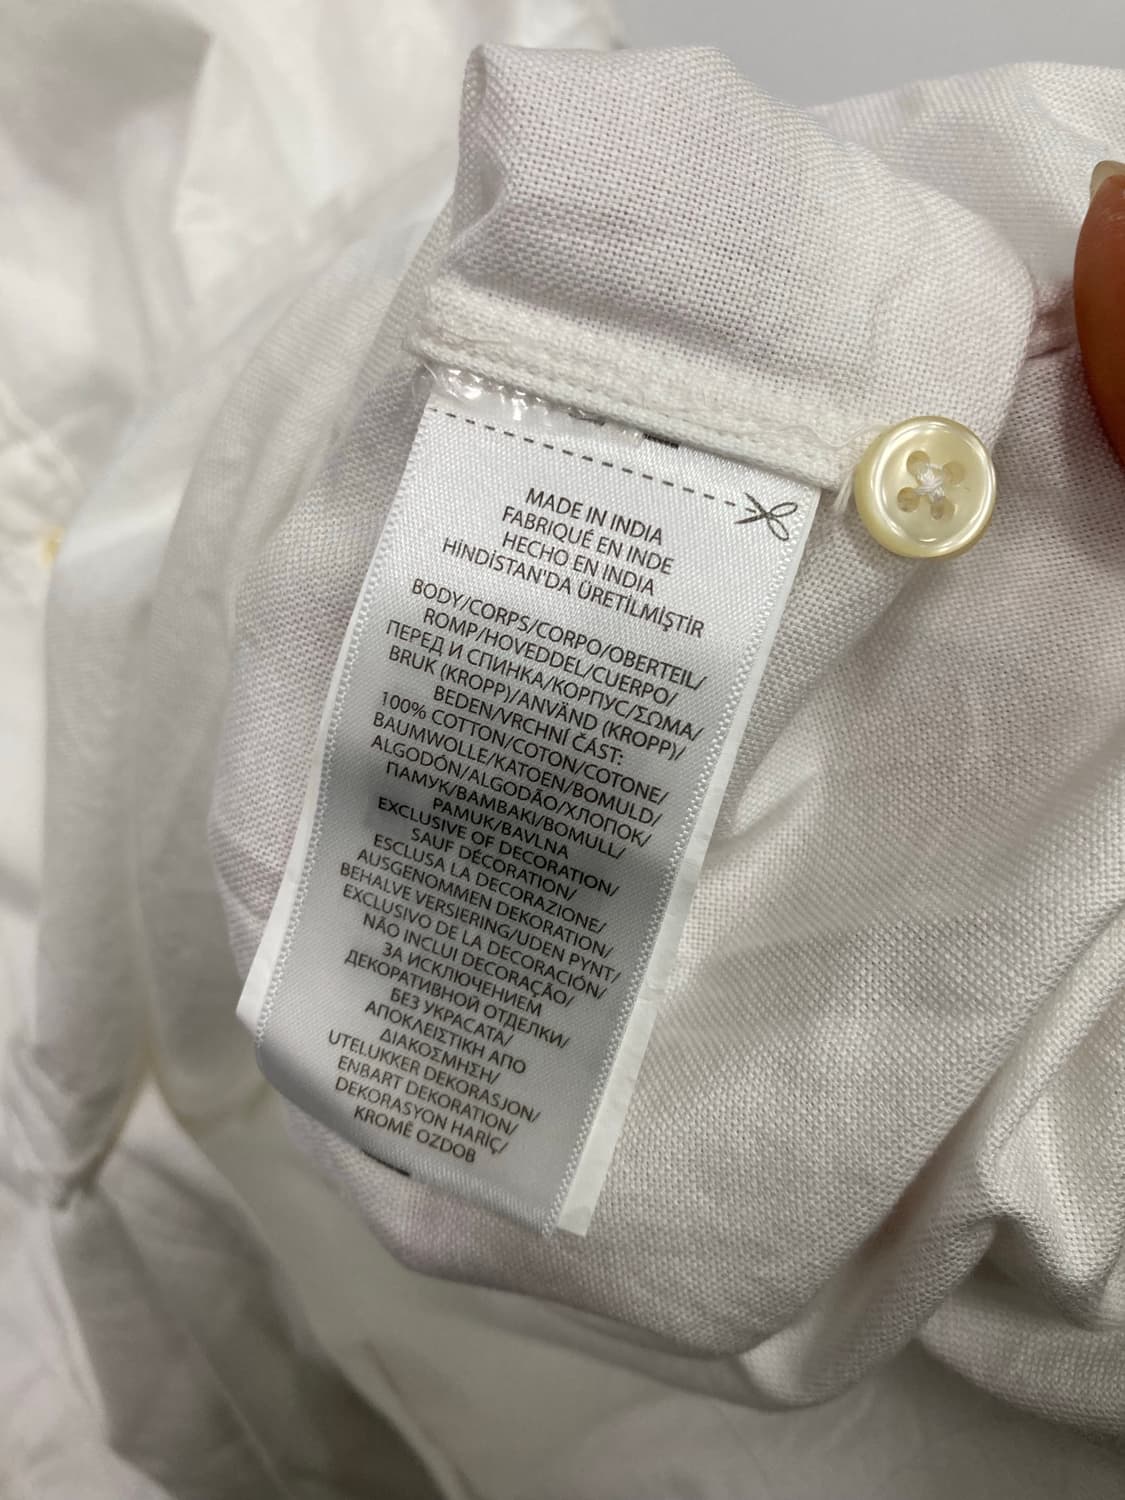 MADE IN INDIA
FABRIQUÉ EN INDE
HECHO EN INDIA
HİNDİSTAN'DA ÜRETİLMİŞTİR
BODY/CORPS/CORPO/OBERTEIL/
ROMP/HOVEDDEL/CUERPO/
ПЕРЕД И СПИНКА/КОРПУС/ΣΩΜΑ/
BRUK (KROPP)/ANVÄND (KROPP)/
BEDEN/VRCHNÍ ČÁST:
100% COTTON/COTON/COTONE/
BAUMWOLLE/KATOEN/BOMULD/
ALGODÓN/ALGODÃO/ХЛОПОК/
ПАМУК/ΒΑΜΒΑΚΙ/BOMULL/
PAMUK/BAVLNA
EXCLUSIVE OF DECORATION/
SAUF DÉCORATION/
ESCLUSA LA DECORAZIONE/
AUSGENOMMEN DEKORATION/
BEHALVE VERSIERING/UDEN PYNT/
EXCLUSIVO DE LA DECORACIÓN/
NÃO INCLUI DECORAÇÃO/
ЗА ИСКЛЮЧЕНИЕМ
ДЕКОРАТИВНОЙ ОТДЕЛКИ/
БЕЗ УКРАСАТА/
ΑΠΟΚΛΕΙΣΤΙΚΗ ΑΠΟ
ΔΙΑΚΟΣΜΗΣΗ/
UTELUKKER DEKORASJON/
ENBART DEKORATION/
DEKORASYON HARİÇ/
KROMĚ OZDOB